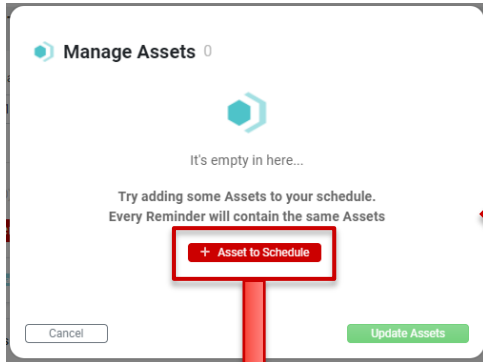 Manage Assets 0
It's empty in here...
Try adding some Assets to your schedule.
Every Reminder will contain the same Assets
+ Asset to Schedule
Cancel
Update Assets